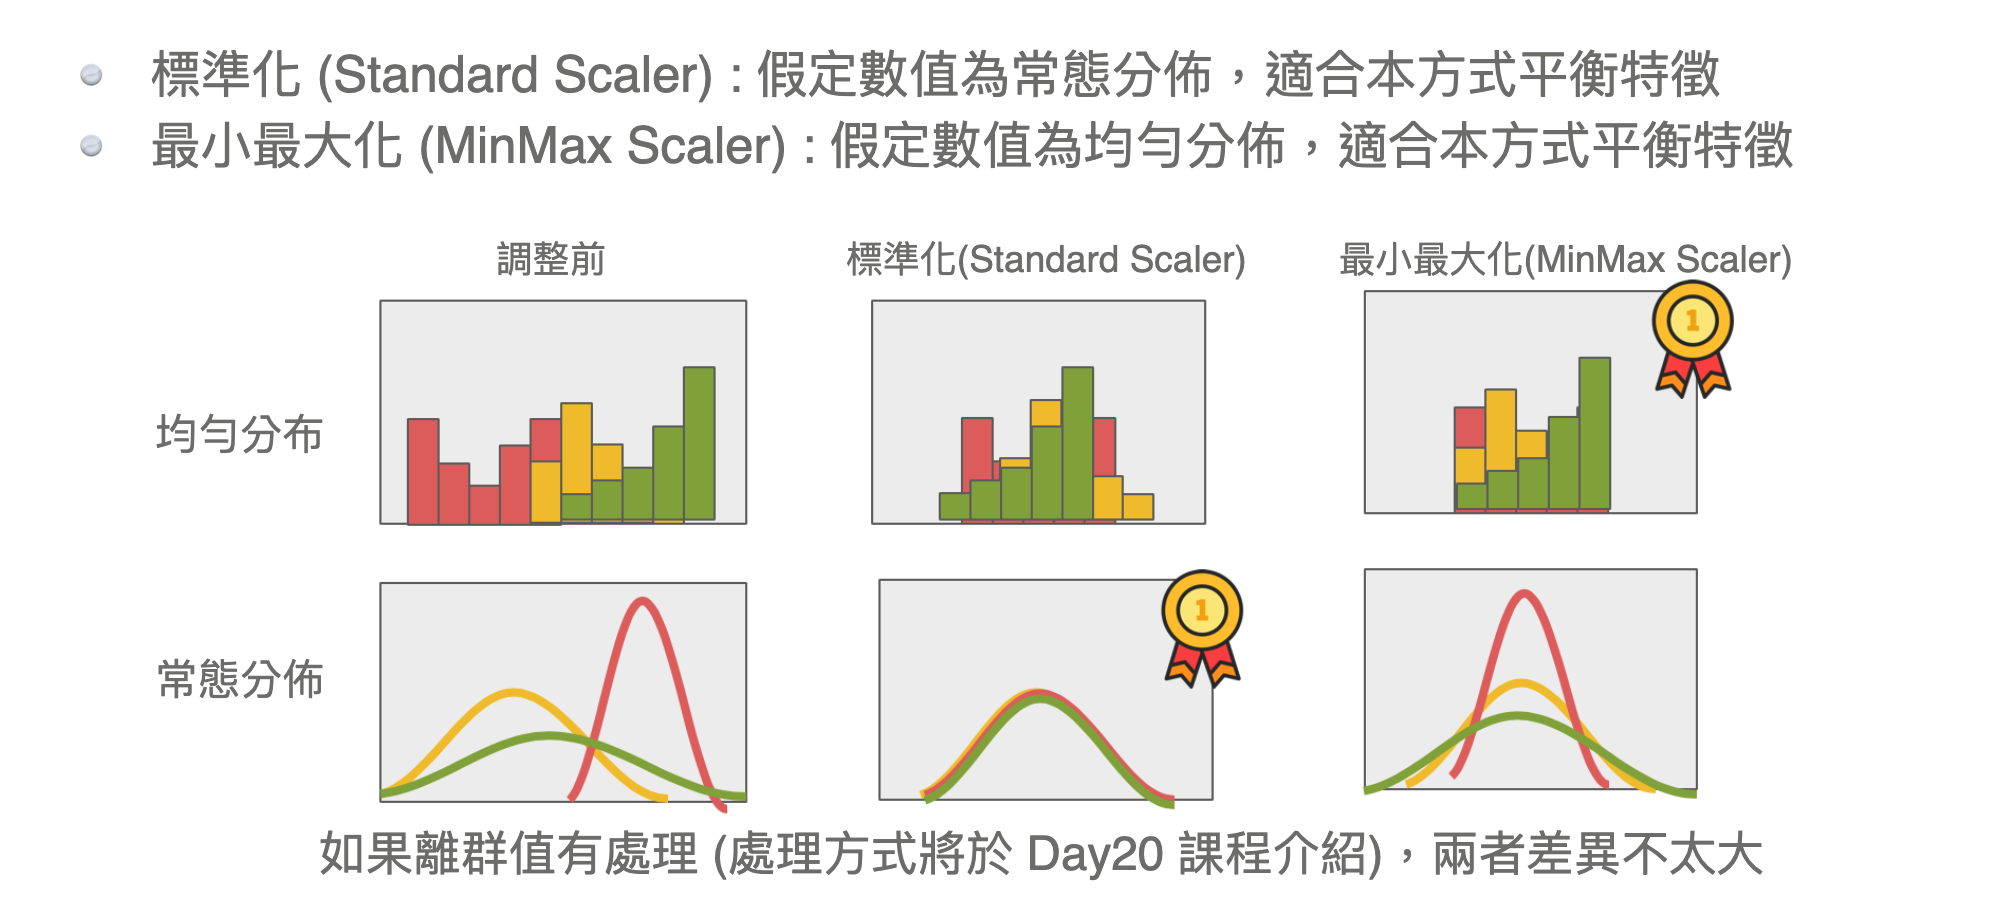 標準化 (Standard Scaler) : 假定數值為常態分佈，適合本方式平衡特徵
最小最大化 (MinMax Scaler) : 假定數值為均勻分佈，適合本方式平衡特徵
調整前
標準化(Standard Scaler)
最小最大化(MinMax Scaler)
1
均勻分布
1
常態分佈
如果離群值有處理 (處理方式將於 Day20 課程介紹)，兩者差異不太大